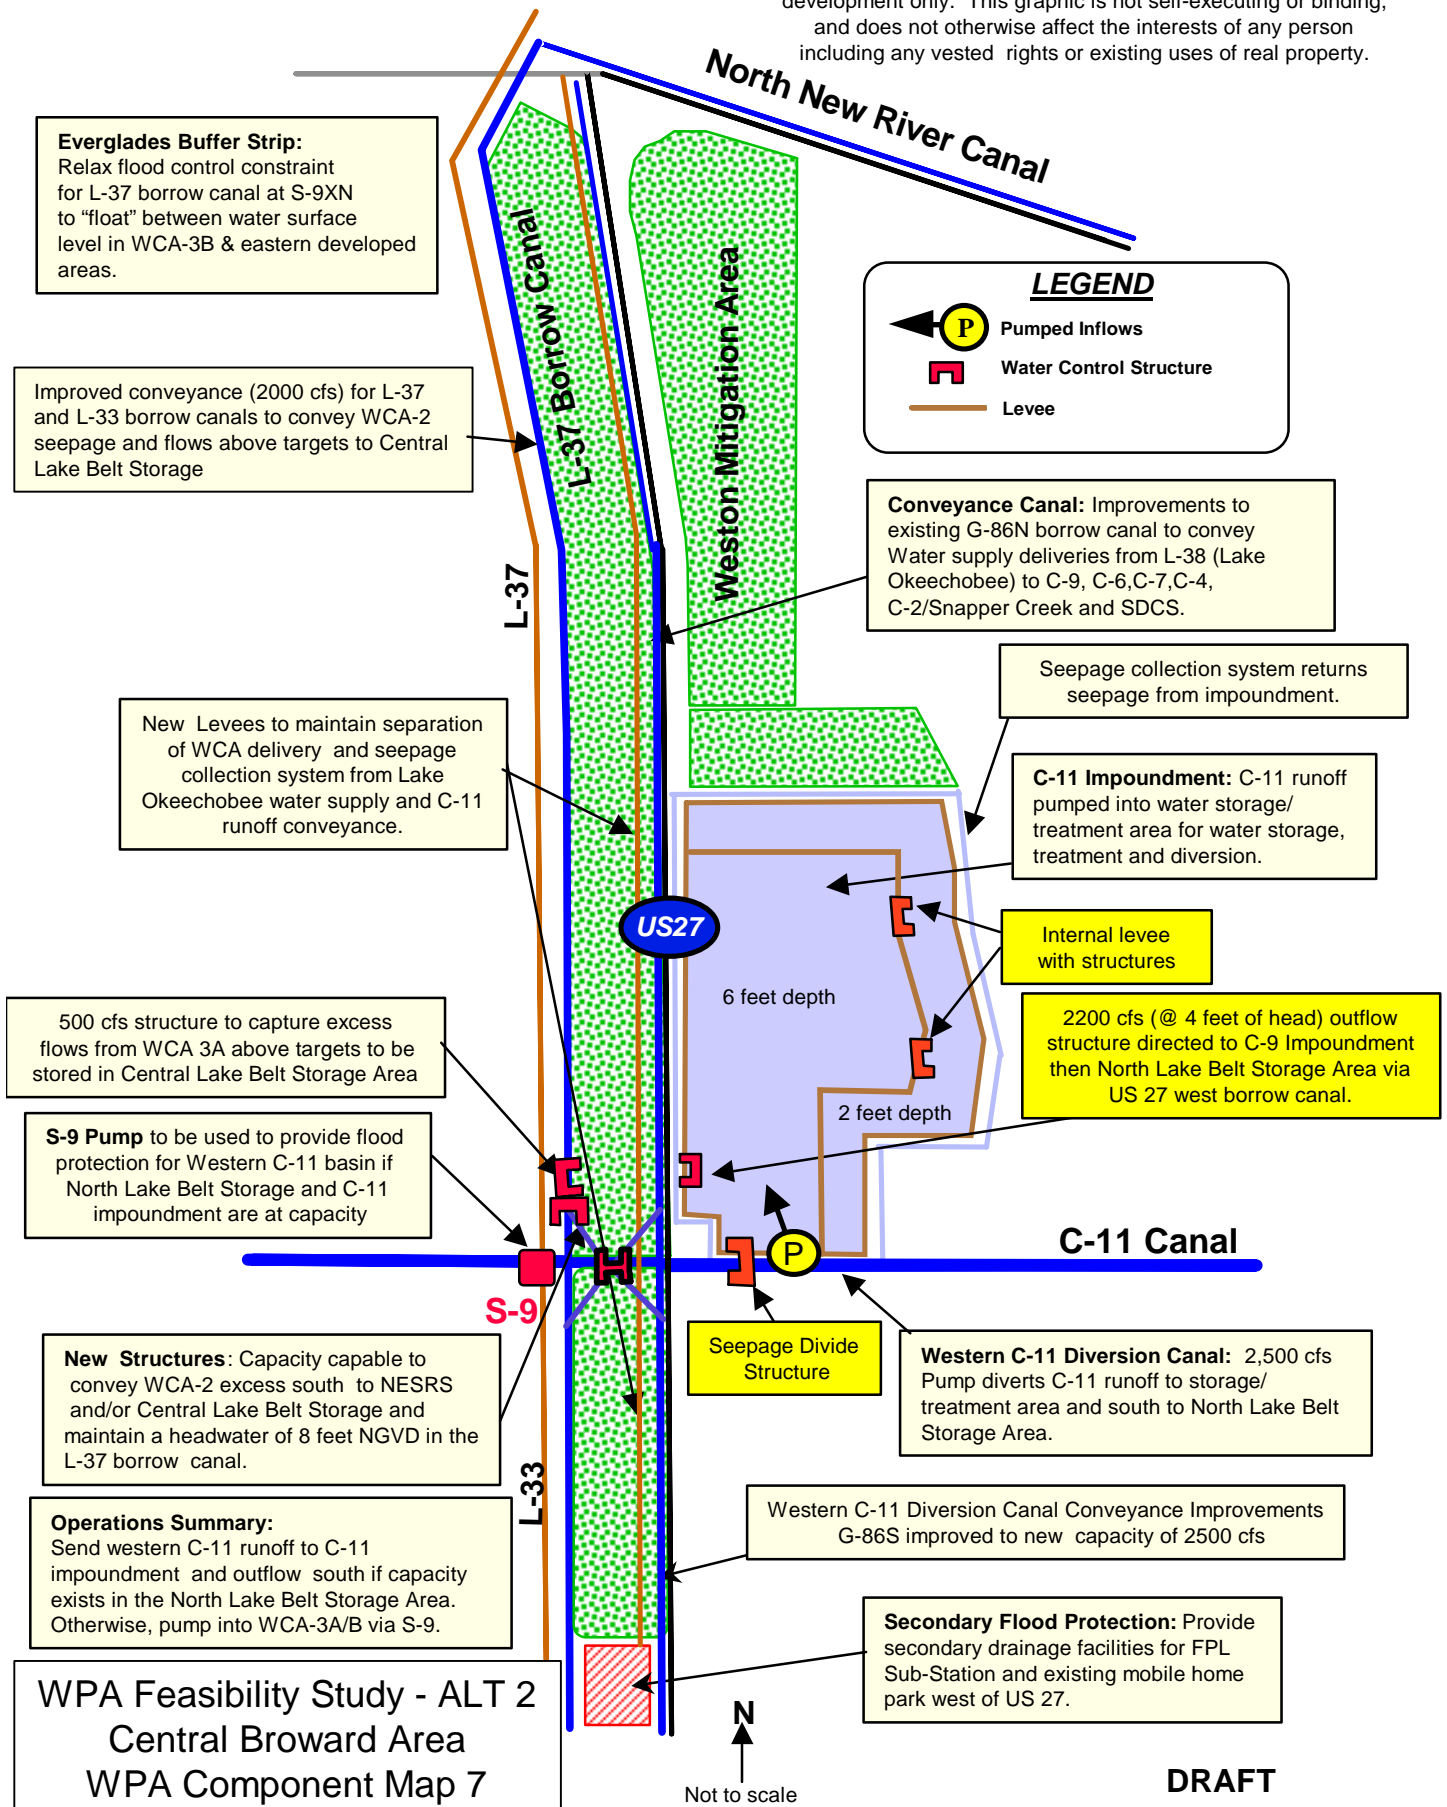 development only.  This graphic is not self-executing or binding,
and does not otherwise affect the interests of any person
including any vested  rights or existing uses of real property.
North New River Canal
Everglades Buffer Strip:
Relax flood control constraint
for L-37 borrow canal at S-9XN
to “float” between water surface
level in WCA-3B & eastern developed
areas.
L-37 Borrow Canal
Weston Mitigation Area
LEGEND
P
Pumped Inflows
Water Control Structure
Levee
Improved conveyance (2000 cfs) for L-37
and L-33 borrow canals to convey WCA-2
seepage and flows above targets to Central
Lake Belt Storage
Conveyance Canal: Improvements to
existing G-86N borrow canal to convey
Water supply deliveries from L-38 (Lake
Okeechobee) to C-9, C-6,C-7,C-4,
C-2/Snapper Creek and SDCS.
L-37
Seepage collection system returns
seepage from impoundment.
New  Levees to maintain separation
of WCA delivery  and seepage
collection system from Lake
Okeechobee water supply and C-11
runoff conveyance.
C-11 Impoundment: C-11 runoff
pumped into water storage/
treatment area for water storage,
treatment and diversion.
US27
Internal levee
with structures
6 feet depth
500 cfs structure to capture excess
flows from WCA 3A above targets to be
stored in Central Lake Belt Storage Area
2200 cfs (@ 4 feet of head) outflow
structure directed to C-9 Impoundment
then North Lake Belt Storage Area via
US 27 west borrow canal.
2 feet depth
S-9 Pump to be used to provide flood
protection for Western C-11 basin if
North Lake Belt Storage and C-11
impoundment are at capacity
P
C-11 Canal
S-9
New  Structures: Capacity capable to
convey WCA-2 excess south  to NESRS
and/or Central Lake Belt Storage and
maintain a headwater of 8 feet NGVD in the
L-37 borrow  canal.
Seepage Divide
Structure
Western C-11 Diversion Canal:  2,500 cfs
Pump diverts C-11 runoff to storage/
treatment area and south to North Lake Belt
Storage Area.
L-33
Operations Summary:
Send western C-11 runoff to C-11
impoundment  and outflow  south if capacity
exists in the North Lake Belt Storage Area.
Otherwise, pump into WCA-3A/B via S-9.
Western C-11 Diversion Canal Conveyance Improvements
G-86S improved to new  capacity of 2500 cfs
Secondary Flood Protection: Provide
secondary drainage facilities for FPL
Sub-Station and existing mobile home
park west of US 27.
WPA Feasibility Study - ALT 2
Central Broward Area
WPA Component Map 7
N
Not to scale
DRAFT